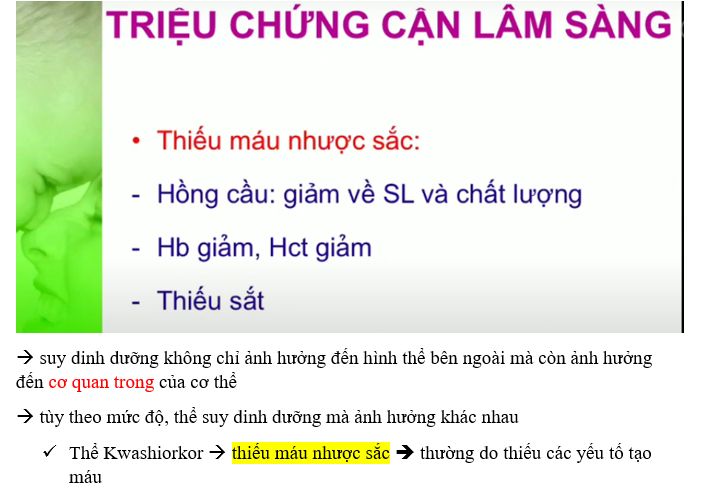 TRIỆU CHỨNG CẬN LÂM SÀNG
• Thiếu máu nhược sắc:
- Hồng cầu: giảm về SL và chất lượng
- Hb giảm, Hct giảm
- Thiếu sắt
→ suy dinh dưỡng không chỉ ảnh hưởng đến hình thể bên ngoài mà còn ảnh hưởng
đến cơ quan trong của cơ thể
→ tùy theo mức độ, thể suy dinh dưỡng mà ảnh hưởng khác nhau
✓ Thể Kwashiorkor → thiếu máu nhược sắc → thường do thiếu các yếu tố tạo
máu